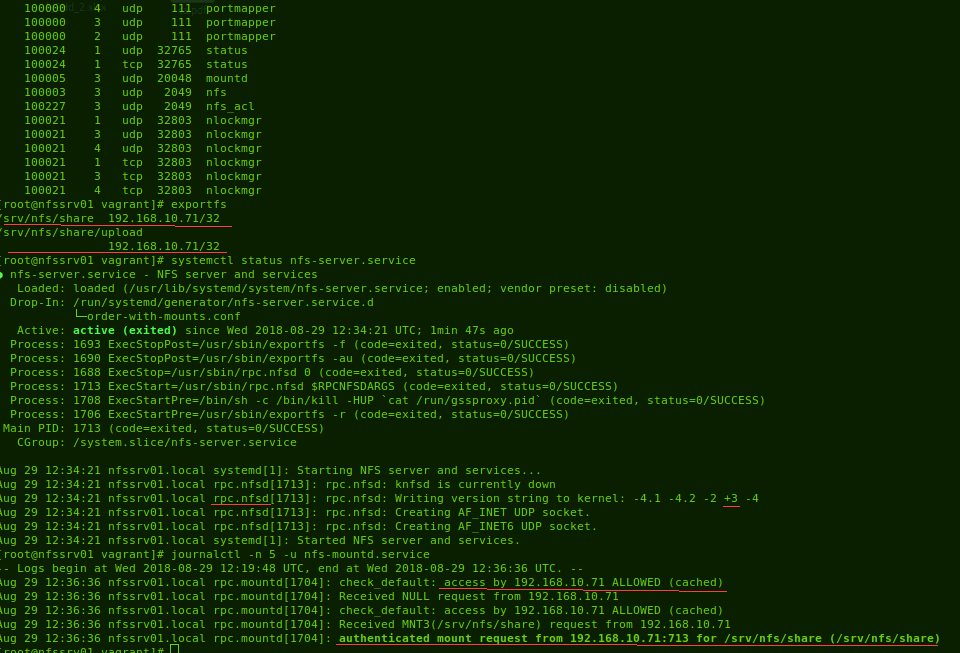 100000    4   udp    111  portmapper
100000    3   udp    111  portmapper
100000    2   udp    111  portmapper
100024    1   udp  32765  status
100024    1   tcp  32765  status
100005    3   udp  20048  mountd
100003    3   udp   2049  nfs
100227    3   udp   2049  nfs_acl
100021    1   udp  32803  nlockmgr
100021    3   udp  32803  nlockmgr
100021    4   udp  32803  nlockmgr
100021    1   tcp  32803  nlockmgr
100021    3   tcp  32803  nlockmgr
100021    4   tcp  32803  nlockmgr
[root@nfssrv01 vagrant]# exportfs
/srv/nfs/share  192.168.10.71/32
/srv/nfs/share/upload
192.168.10.71/32
[root@nfssrv01 vagrant]# systemctl status nfs-server.service
● nfs-server.service - NFS server and services
Loaded: loaded (/usr/lib/systemd/system/nfs-server.service; enabled; vendor preset: disabled)
Drop-In: /run/systemd/generator/nfs-server.service.d
└─order-with-mounts.conf
Active: active (exited) since Wed 2018-08-29 12:34:21 UTC; 1min 47s ago
Process: 1693 ExecStopPost=/usr/sbin/exportfs -f (code=exited, status=0/SUCCESS)
Process: 1690 ExecStopPost=/usr/sbin/exportfs -au (code=exited, status=0/SUCCESS)
Process: 1688 ExecStop=/usr/sbin/rpc.nfsd 0 (code=exited, status=0/SUCCESS)
Process: 1713 ExecStart=/usr/sbin/rpc.nfsd $RPCNFSDARGS (code=exited, status=0/SUCCESS)
Process: 1708 ExecStartPre=/bin/sh -c /bin/kill -HUP `cat /run/gssproxy.pid` (code=exited, status=0/SUCCESS)
Process: 1706 ExecStartPre=/usr/sbin/exportfs -r (code=exited, status=0/SUCCESS)
Main PID: 1713 (code=exited, status=0/SUCCESS)
CGroup: /system.slice/nfs-server.service
Aug 29 12:34:21 nfssrv01.local systemd[1]: Starting NFS server and services...
Aug 29 12:34:21 nfssrv01.local rpc.nfsd[1713]: rpc.nfsd: knfsd is currently down
Aug 29 12:34:21 nfssrv01.local rpc.nfsd[1713]: rpc.nfsd: Writing version string to kernel: -4.1 -4.2 -2 +3 -4
Aug 29 12:34:21 nfssrv01.local rpc.nfsd[1713]: rpc.nfsd: Creating AF_INET UDP socket.
Aug 29 12:34:21 nfssrv01.local rpc.nfsd[1713]: rpc.nfsd: Creating AF_INET6 UDP socket.
Aug 29 12:34:21 nfssrv01.local systemd[1]: Started NFS server and services.
[root@nfssrv01 vagrant]# journalctl -n 5 -u nfs-mountd.service
-- Logs begin at Wed 2018-08-29 12:19:48 UTC, end at Wed 2018-08-29 12:36:36 UTC. --
Aug 29 12:36:36 nfssrv01.local rpc.mountd[1704]: check_default: access by 192.168.10.71 ALLOWED (cached)
Aug 29 12:36:36 nfssrv01.local rpc.mountd[1704]: Received NULL request from 192.168.10.71
Aug 29 12:36:36 nfssrv01.local rpc.mountd[1704]: check_default: access by 192.168.10.71 ALLOWED (cached)
Aug 29 12:36:36 nfssrv01.local rpc.mountd[1704]: Received MNT3(/srv/nfs/share) request from 192.168.10.71
Aug 29 12:36:36 nfssrv01.local rpc.mountd[1704]: authenticated mount request from 192.168.10.71:713 for /srv/nfs/share (/srv/nfs/share)
[root@nfssrv01 vagrant]#